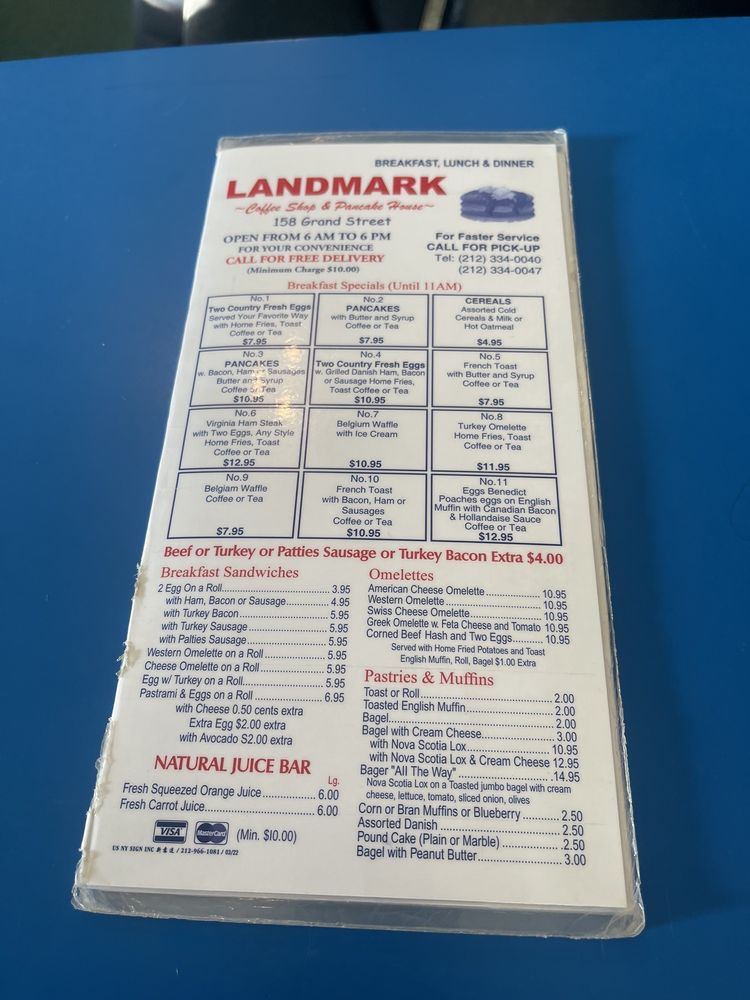 BREAKFAST, LUNCH & DINNER
LANDMARK
~Coffee Shop & Pancake House~
158 Grand Street
OPEN FROM 6 AM TO 6 PM
FOR YOUR CONVENIENCE
CALL FOR FREE DELIVERY
(Minimum Charge $10.00)
For Faster Service
CALL FOR PICK-UP
Tel: (212) 334-0040
(212) 334-0047
Breakfast Specials (Until 11AM)
No.1
Two Country Fresh Eggs
Served Your Favorite Way
with Home Fries, Toast
Coffee or Tea
$7.95
No.2
PANCAKES
with Butter and Syrup
Coffee or Tea
$7.95
CEREALS
Assorted Cold
Cereals & Milk or
Hot Oatmeal
$4.95
No.3
PANCAKES
w. Bacon, Ham or Sausages
Butter and Syrup
Coffee or Tea
$10.95
No.4
Two Country Fresh Eggs
w. Grilled Danish Ham, Bacon
or Sausage Home Fries,
Toast Coffee or Tea
$10.95
No.5
French Toast
with Butter and Syrup
Coffee or Tea
$7.95
No.6
Virginia Ham Steak
with Two Eggs, Any Style
Home Fries, Toast
Coffee or Tea
$12.95
No.7
Belgium Waffle
with Ice Cream
$10.95
No.8
Turkey Omelette
Home Fries, Toast
Coffee or Tea
$11.95
No.9
Belgiam Waffle
Coffee or Tea
$7.95
No.10
French Toast
with Bacon, Ham or
Sausages
Coffee or Tea
$10.95
No.11
Eggs Benedict
Poaches eggs on English
Muffin with Canadian Bacon
& Hollandaise Sauce
Coffee or Tea
$12.95
Beef or Turkey or Patties Sausage or Turkey Bacon Extra $4.00
Breakfast Sandwiches
2 Egg On a Roll 3.95
with Ham, Bacon or Sausage 4.95
with Turkey Bacon 5.95
with Turkey Sausage 5.95
with Palties Sausage 5.95
Western Omelette on a Roll 5.95
Cheese Omelette on a Roll 5.95
Egg w/ Turkey on a Roll 5.95
Pastrami & Eggs on a Roll 6.95
with Cheese 0.50 cents extra
Extra Egg $2.00 extra
with Avocado S2.00 extra
NATURAL JUICE BAR
Lg.
Fresh Squeezed Orange Juice 6.00
Fresh Carrot Juice 6.00
VISA MasterCard (Min. $10.00)
US NY SIGN INC / 212-966-1081 / 03/22
Omelettes
American Cheese Omelette 10.95
Western Omelette 10.95
Swiss Cheese Omelette 10.95
Greek Omelette w. Feta Cheese and Tomato 10.95
Corned Beef Hash and Two Eggs 10.95
Served with Home Fried Potatoes and Toast
English Muffin, Roll, Bagel $1.00 Extra
Pastries & Muffins
Toast or Roll 2.00
Toasted English Muffin 2.00
Bagel 2.00
Bagel with Cream Cheese 3.00
with Nova Scotia Lox 10.95
with Nova Scotia Lox & Cream Cheese 12.95
Bager "All The Way" 14.95
Nova Scotia Lox on a Toasted jumbo bagel with cream
cheese, lettuce, tomato, sliced onion, olives
Corn or Bran Muffins or Blueberry 2.50
Assorted Danish 2.50
Pound Cake (Plain or Marble) 2.50
Bagel with Peanut Butter 3.00